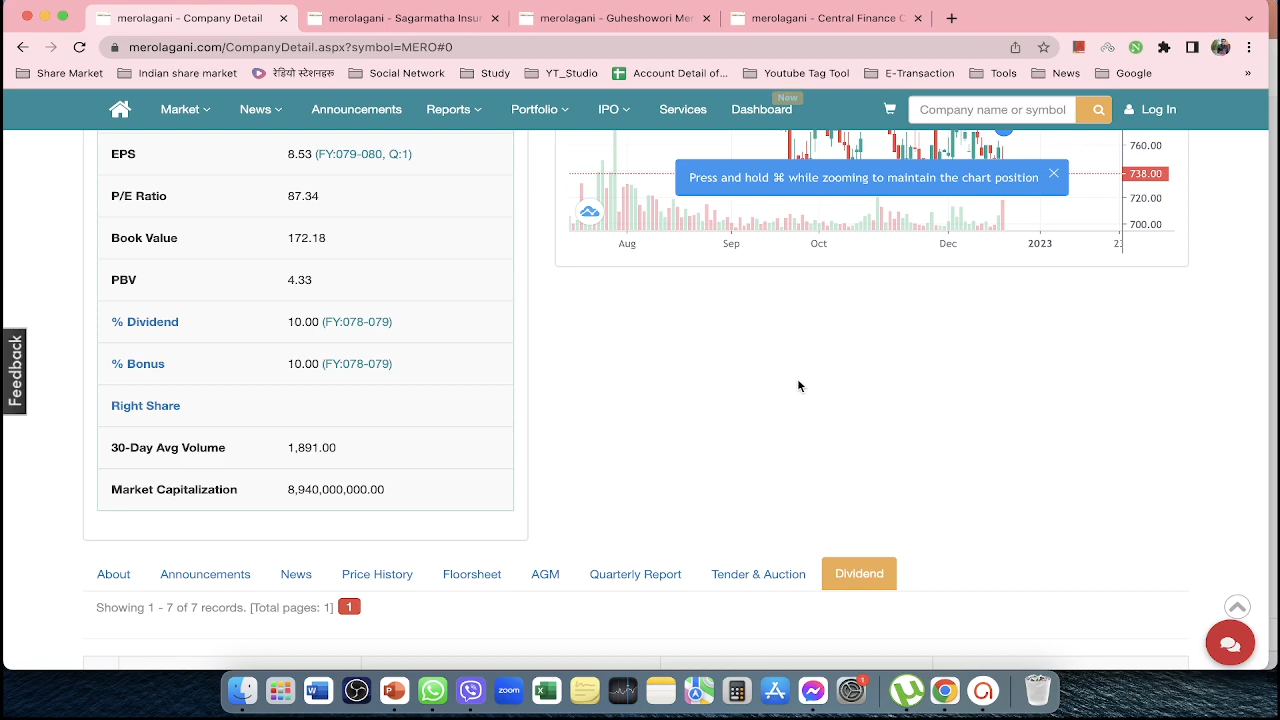 merolagani - Company Detail
merolagani - Sagarmatha Insur
merolagani - Guheshowori Mer
merolagani - Central Finance C
merolagani.com/CompanyDetail.aspx?symbol=MERO#0
Share Market
Indian share market
रेडियो स्टेशनहरू
Social Network
Study
YT_Studio
Account Detail of...
Youtube Tag Tool
E-Transaction
Tools
News
Google
»
New
Market
News
Announcements
Reports
Portfolio
IPO
Services
Dashboard
Company name or symbol
Log In
EPS 8.53 (FY:079-080, Q:1)
P/E Ratio 87.34
Book Value 172.18
PBV 4.33
% Dividend 10.00 (FY:078-079)
% Bonus 10.00 (FY:078-079)
Right Share
30-Day Avg Volume 1,891.00
Market Capitalization 8,940,000,000.00
760.00
Press and hold ⌘ while zooming to maintain the chart position
738.00
720.00
700.00
Aug Sep Oct Dec 2023
Feedback
About Announcements News Price History Floorsheet AGM Quarterly Report Tender & Auction Dividend
Showing 1 - 7 of 7 records. [Total pages: 1] 1
zoom
1